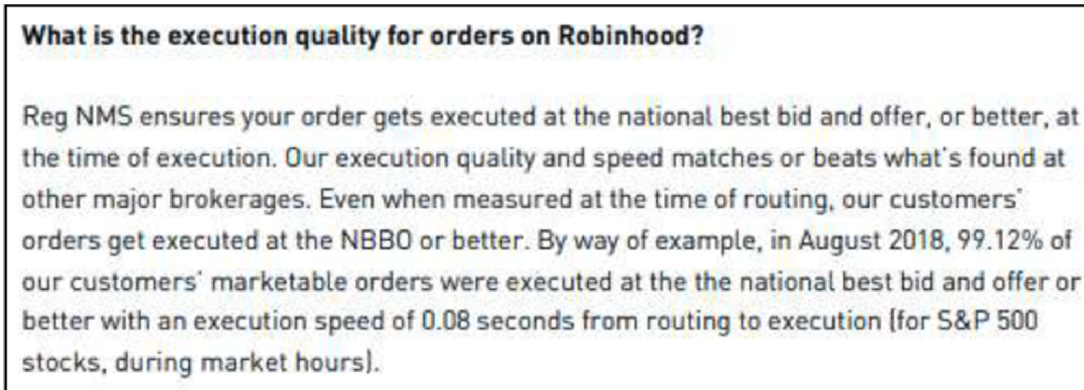 What is the execution quality for orders on Robinhood?
Reg NMS ensures your order gets executed at the national best bid and offer, or better, at
the time of execution. Our execution quality and speed matches or beats what's found at
other major brokerages. Even when measured at the time of routing, our customers'
orders get executed at the NBBO or better. By way of example, in August 2018, 99.12% of
our customers' marketable orders were executed at the the national best bid and offer or
better with an execution speed of 0.08 seconds from routing to execution (for S&P 500
stocks, during market hours).